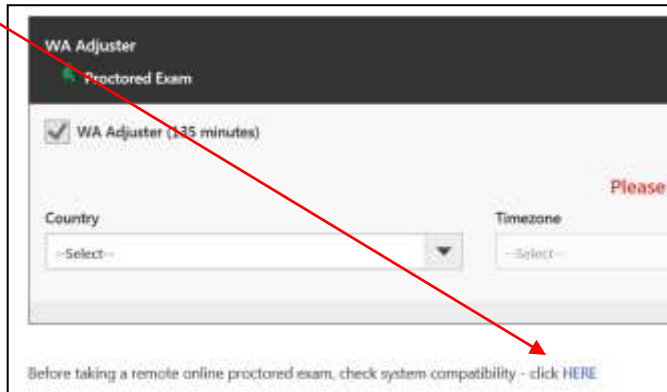 WA Adjuster
Proctored Exam
WA Adjuster (135 minutes)
Please
Country
Timezone
--Select--
--Select--
Before taking a remote online proctored exam, check system compatibility - click HERE